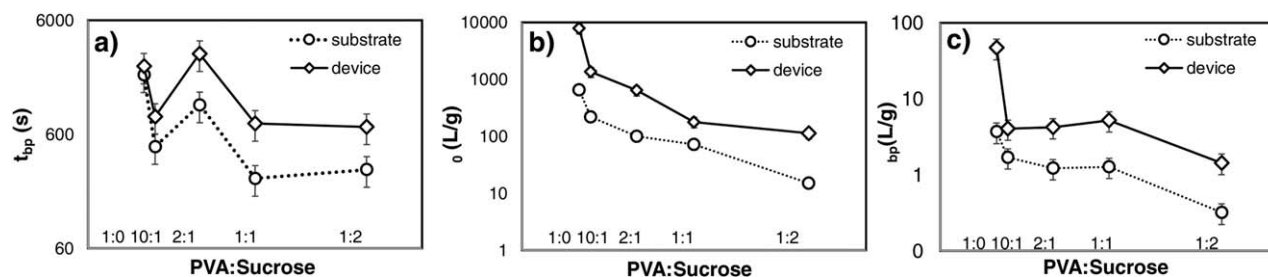 a)
substrate
device
6000
600
60
t_bp (s)
1:0 10:1 2:1 1:1 1:2
PVA:Sucrose
b)
substrate
device
10000
1000
100
10
1
₀ (L/g)
1:0 10:1 2:1 1:1 1:2
PVA:Sucrose
c)
substrate
device
100
10
1
0
bp(L/g)
1:0 10:1 2:1 1:1 1:2
PVA:Sucrose